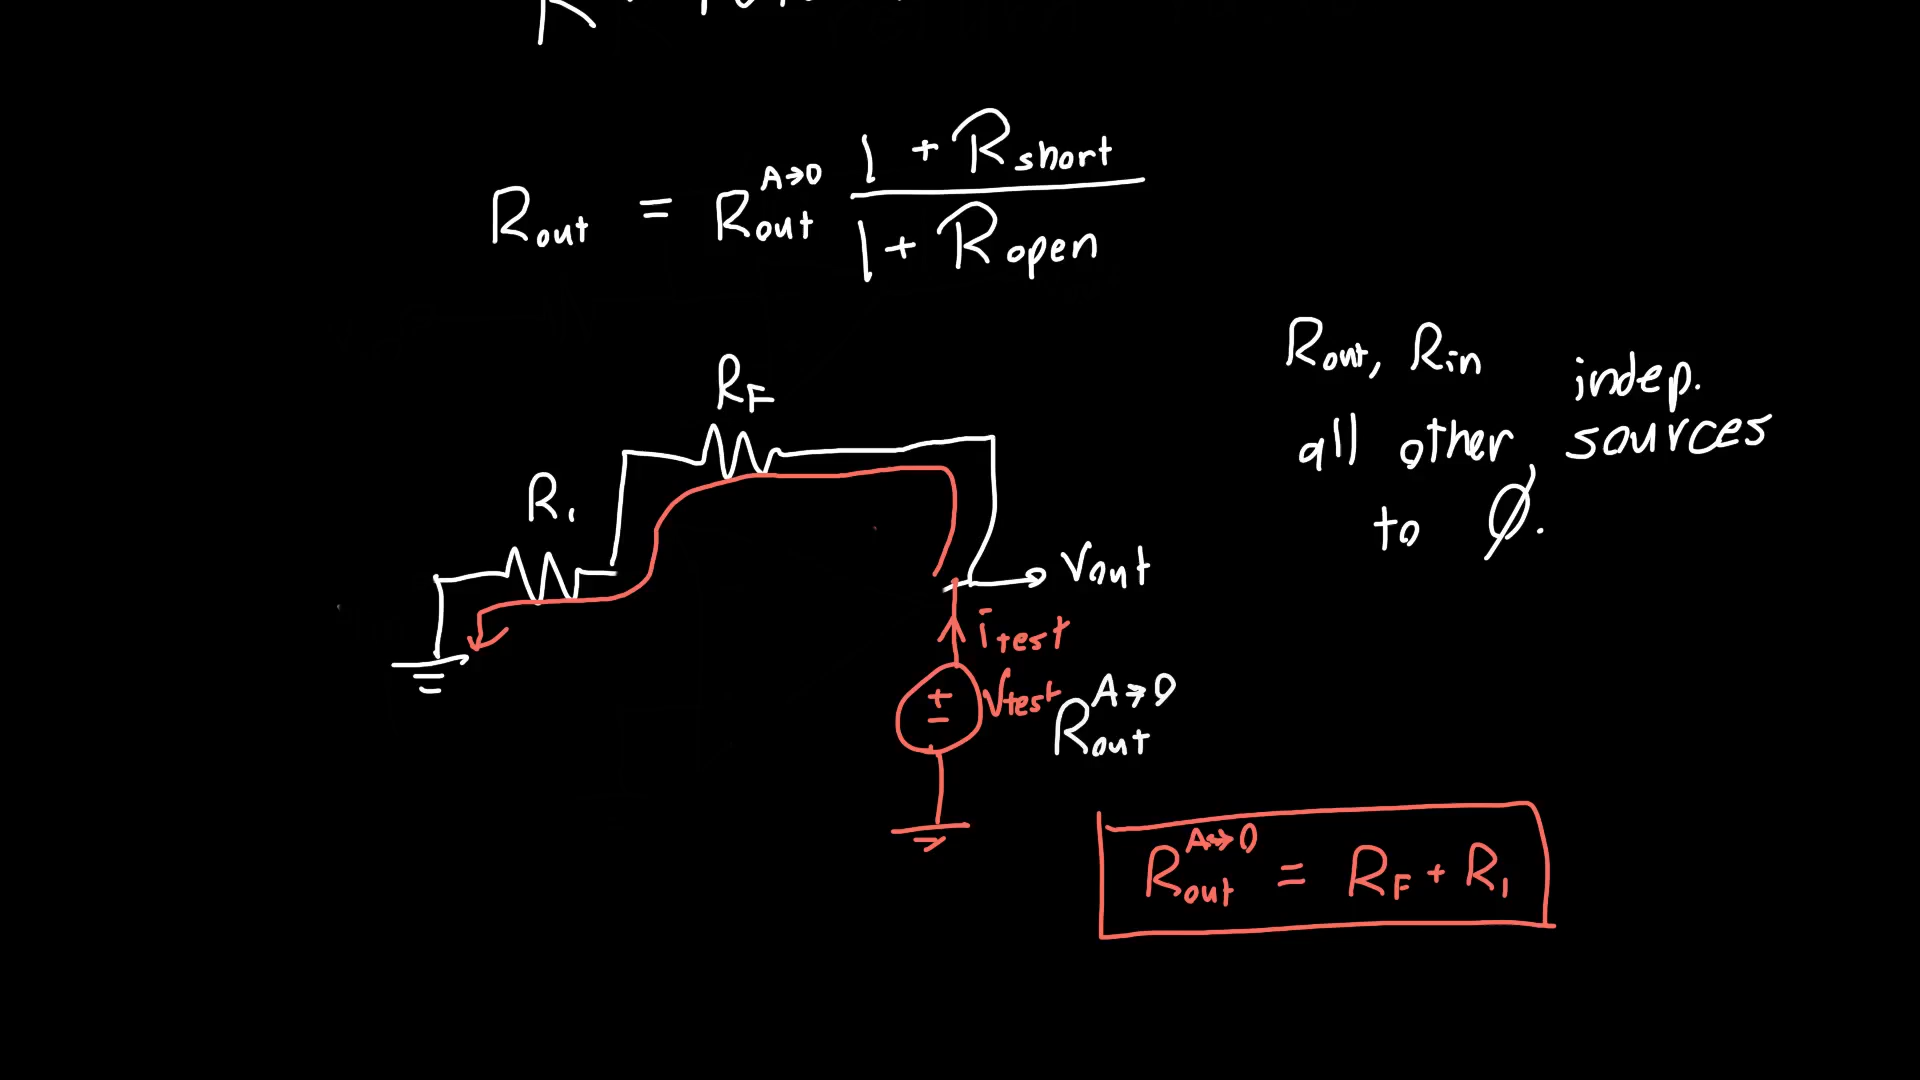 Rout = Rout^A→0 (1 + Rshort) / (1 + Ropen)
Rout, Rin indep.
all other sources
to Ø.
RF
R1
Vout
itest
Vtest
Rout^A→0
Rout^A→0 = RF + R1